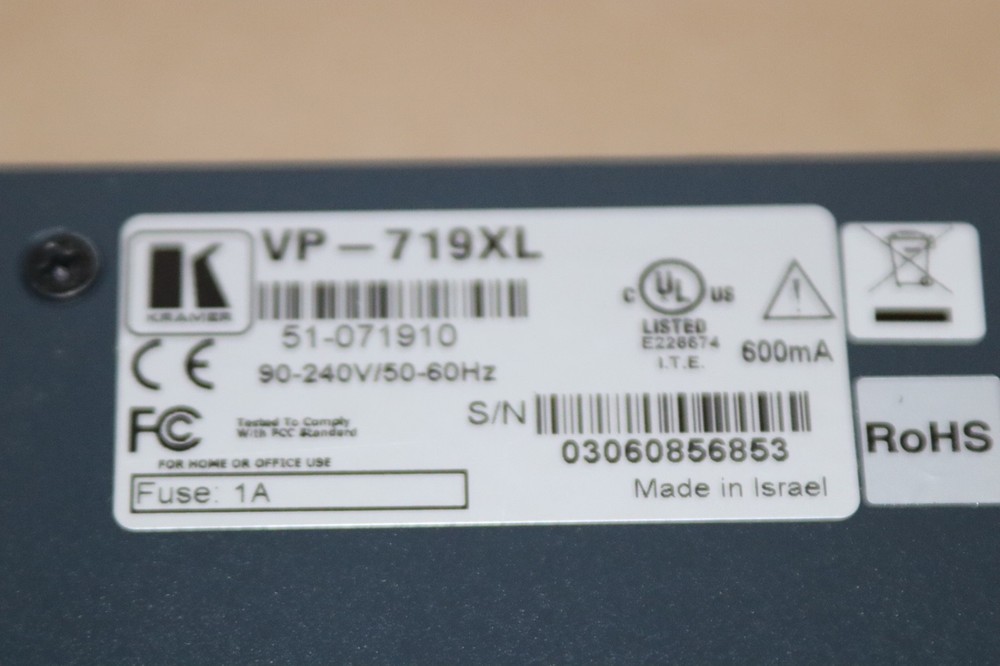 VP-719XL
KRAMER
51-071910
90-240V/50-60Hz
CE
FC
Tested To Comply
With FCC Standard
FOR HOME OR OFFICE USE
Fuse: 1A
C UL US
LISTED
E228674
I.T.E.
600mA
S/N
03060856853
Made in Israel
RoHS